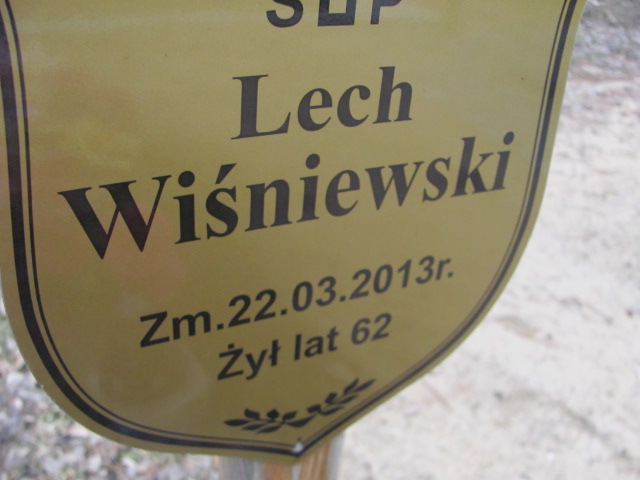 Lech
Wiśniewski
Zm.22.03.2013r.
Żył lat 62